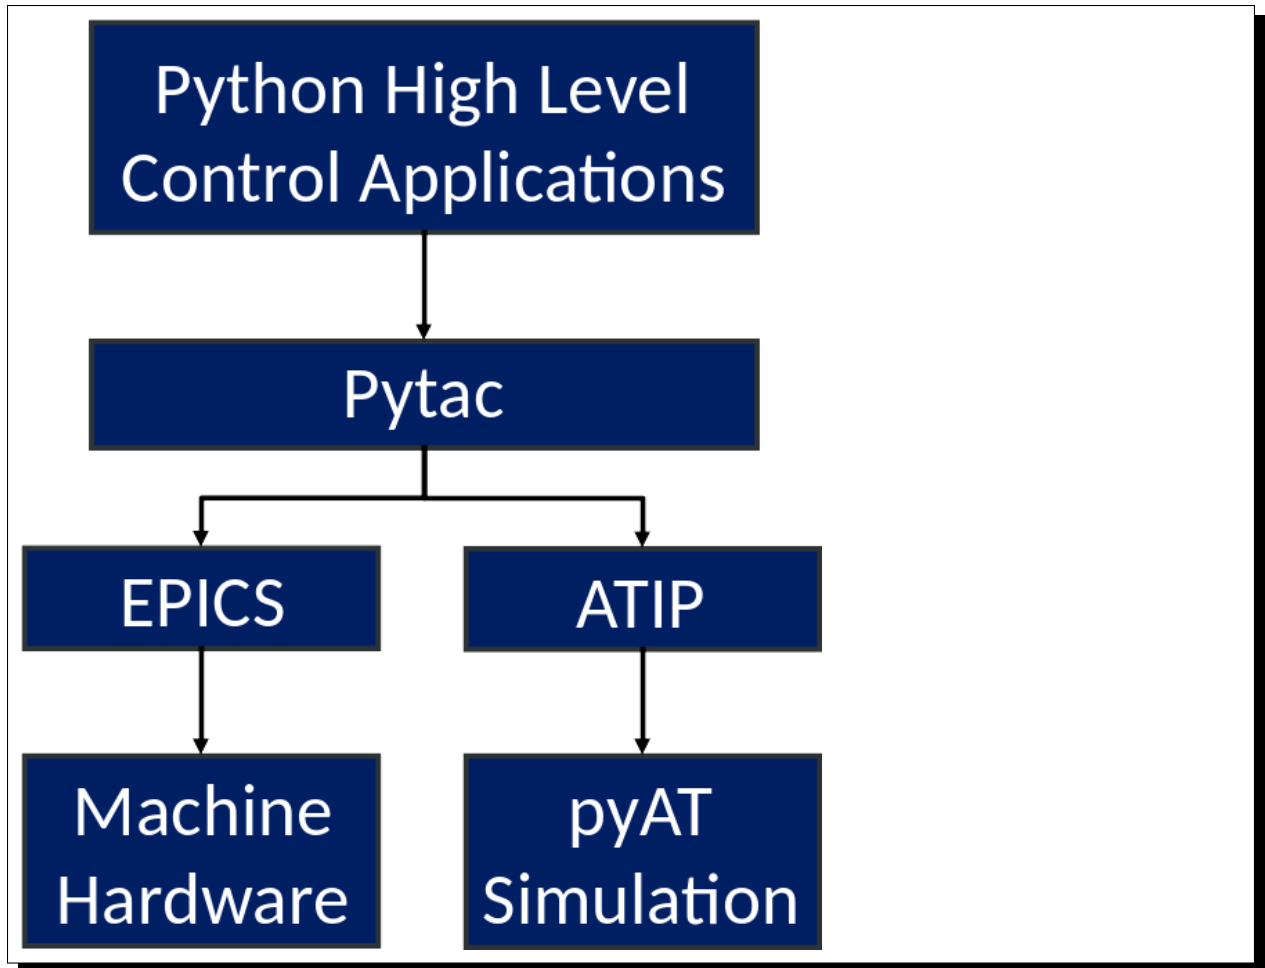 Python High Level
Control Applications
Pytac
EPICS
ATIP
Machine
Hardware
pyAT
Simulation